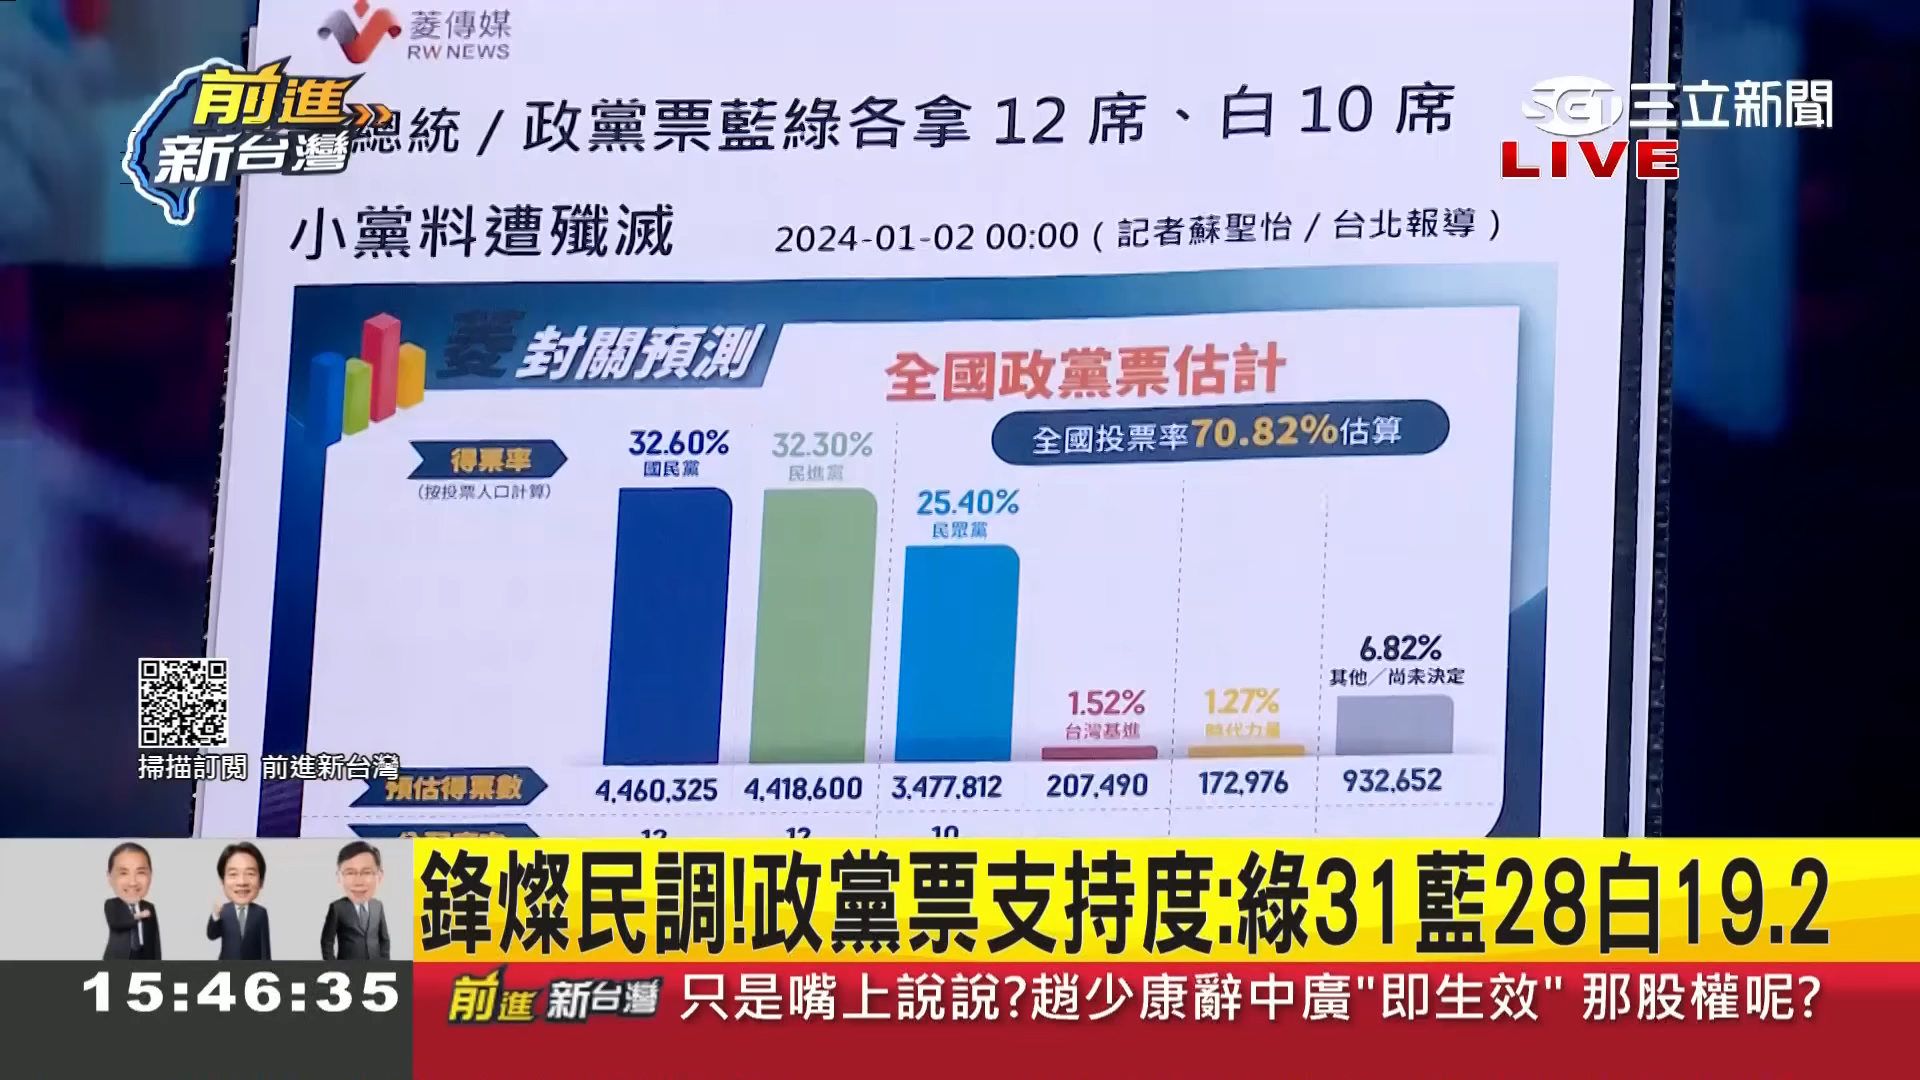 菱傳媒
RW NEWS
前進
新台灣
總統 / 政黨票藍綠各拿 12 席、白 10 席
小黨料遭殲滅
2024-01-02 00:00 ( 記者蘇聖怡 / 台北報導 )
SET三立新聞
LIVE
菱 封關預測
全國政黨票估計
全國投票率70.82%估算
得票率
(按投票人口計算)
32.60%
國民黨
32.30%
民進黨
25.40%
民眾黨
1.52%
台灣基進
1.27%
時代力量
6.82%
其他／尚未決定
預估得票數
4,460,325
4,418,600
3,477,812
207,490
172,976
932,652
12
12
10
掃描訂閱 前進新台灣
鋒燦民調!政黨票支持度:綠31藍28白19.2
15:46:35
前進新台灣
只是嘴上說說?趙少康辭中廣"即生效" 那股權呢?